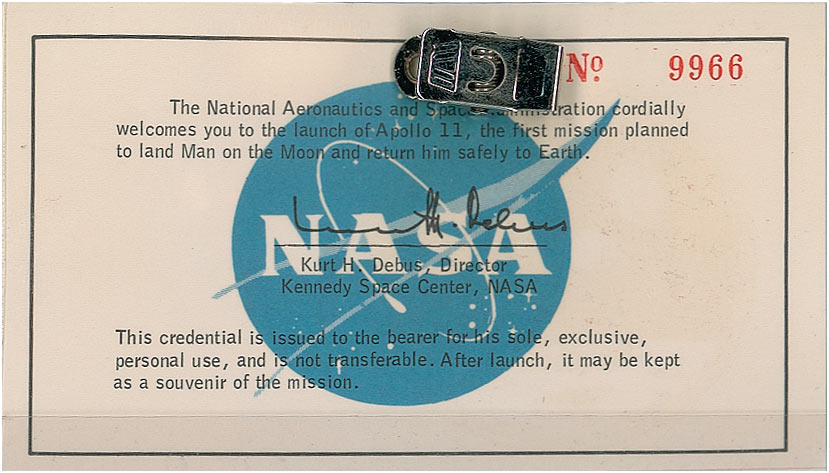 Nº 9966
The National Aeronautics and Space Administration cordially
welcomes you to the launch of Apollo 11, the first mission planned
to land Man on the Moon and return him safely to Earth.
Kurt H. Debus
NASA
Kurt H. Debus, Director
Kennedy Space Center, NASA
This credential is issued to the bearer for his sole, exclusive,
personal use, and is not transferable. After launch, it may be kept
as a souvenir of the mission.